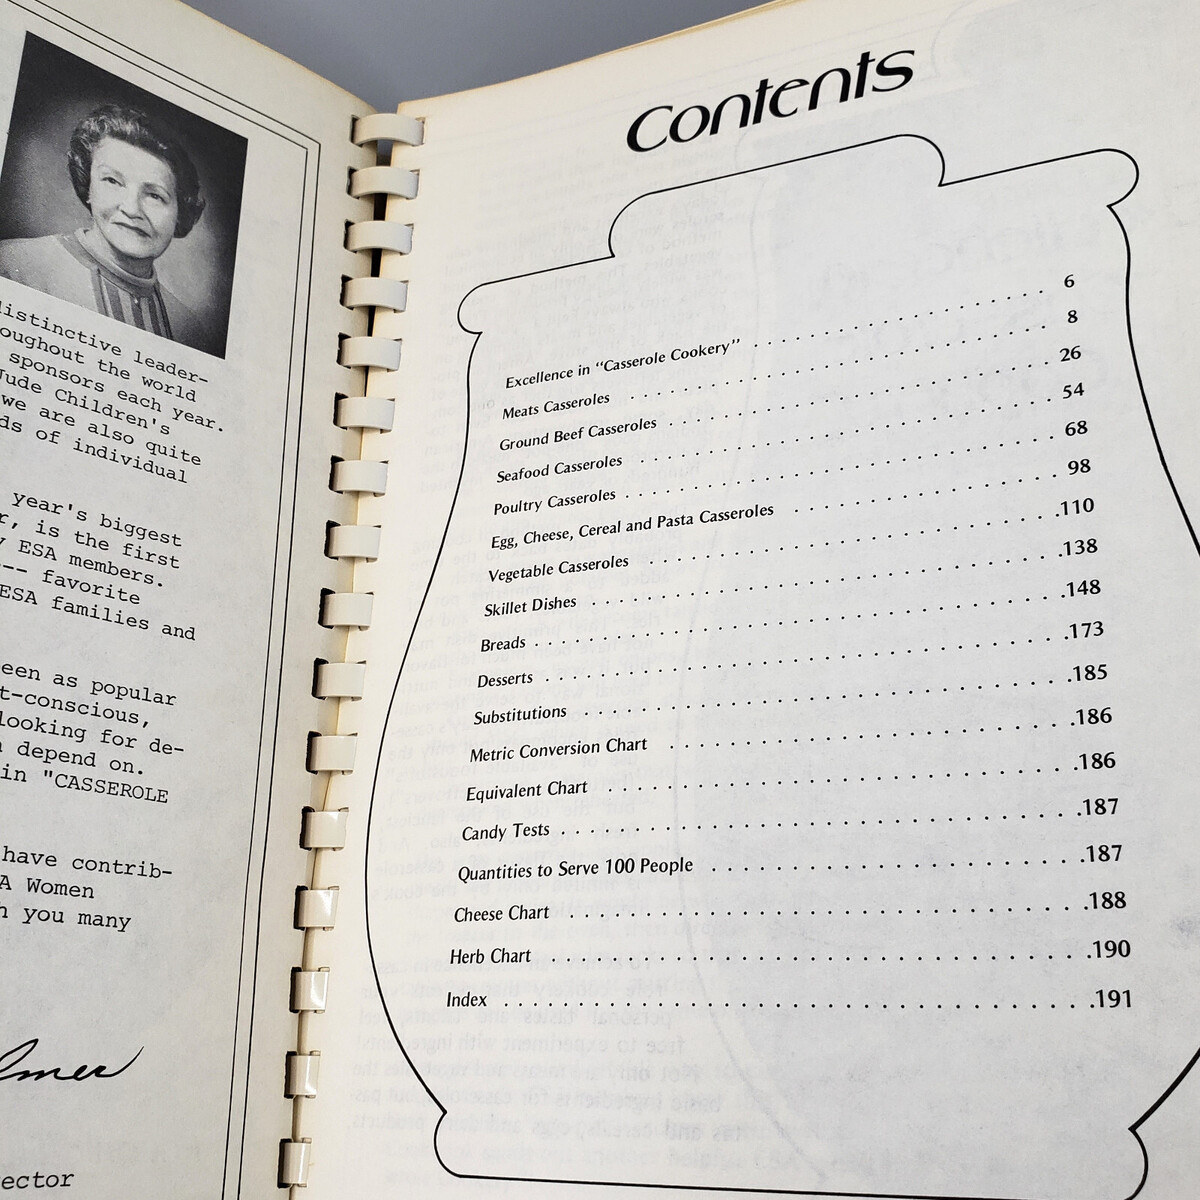 distinctive leader-
oughout the world
sponsors each year.
Jude Children's
we are also quite
ds of individual
year's biggest
r, is the first
y ESA members.
--- favorite
ESA families and
een as popular
t-conscious,
looking for de-
n depend on.
in "CASSEROLE
have contrib-
A Women
h you many
lmer
ector
Contents
Excellence in “Casserole Cookery” . . . . . . . . . . . . . . . . . . 6
Meats Casseroles . . . . . . . . . . . . . . . . . . . . . . . . . 8
Ground Beef Casseroles . . . . . . . . . . . . . . . . . . . . . . 26
Seafood Casseroles . . . . . . . . . . . . . . . . . . . . . . . . 54
Poultry Casseroles . . . . . . . . . . . . . . . . . . . . . . . . 68
Egg, Cheese, Cereal and Pasta Casseroles . . . . . . . . . . . . . . . 98
Vegetable Casseroles . . . . . . . . . . . . . . . . . . . . . . . .110
Skillet Dishes . . . . . . . . . . . . . . . . . . . . . . . . . .138
Breads . . . . . . . . . . . . . . . . . . . . . . . . . . . . .148
Desserts . . . . . . . . . . . . . . . . . . . . . . . . . . . .173
Substitutions . . . . . . . . . . . . . . . . . . . . . . . . . .185
Metric Conversion Chart . . . . . . . . . . . . . . . . . . . . . .186
Equivalent Chart . . . . . . . . . . . . . . . . . . . . . . . . .186
Candy Tests . . . . . . . . . . . . . . . . . . . . . . . . . . .187
Quantities to Serve 100 People . . . . . . . . . . . . . . . . . . .187
Cheese Chart . . . . . . . . . . . . . . . . . . . . . . . . . . .188
Herb Chart . . . . . . . . . . . . . . . . . . . . . . . . . . . .190
Index . . . . . . . . . . . . . . . . . . . . . . . . . . . . . .191